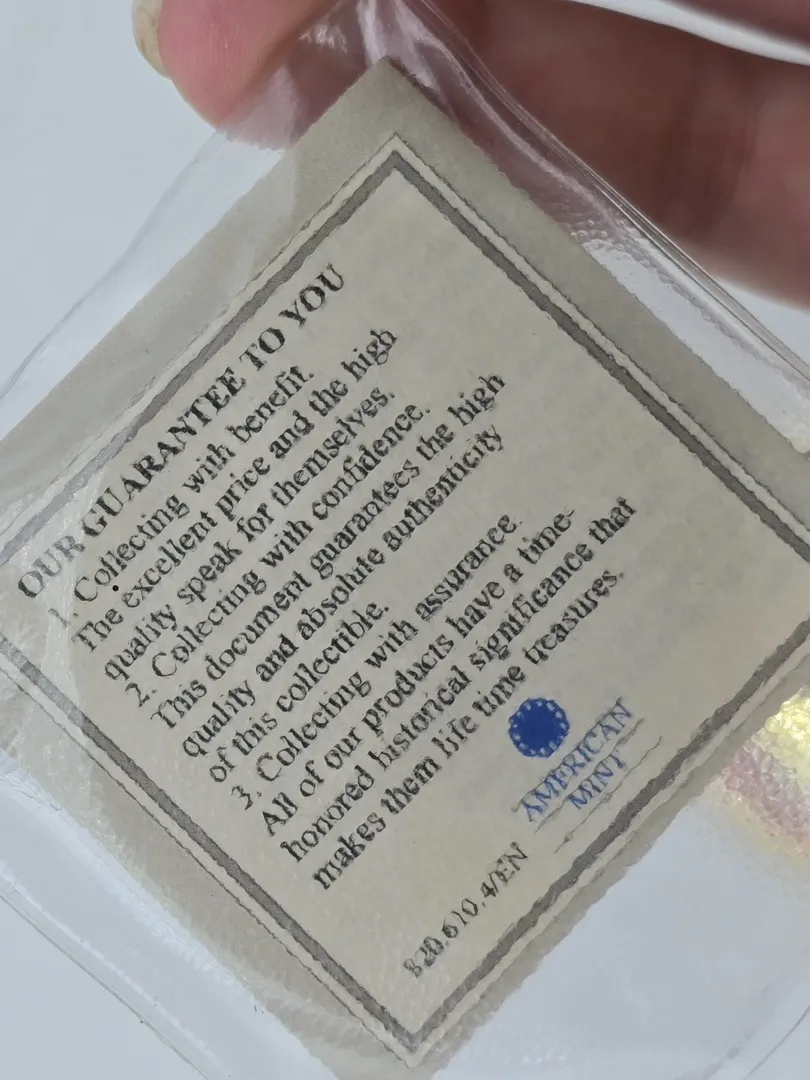 OUR GUARANTEE TO YOU
1. Collecting with benefit.
The excellent price and the high
quality speak for themselves.
2. Collecting with confidence.
This document guarantees the high
quality and absolute authenticity
of this collectible.
3. Collecting with assurance.
All of our products have a time-
honored historical significance that
makes them life time treasures.
AMERICAN
MINT
820.610.4/EN